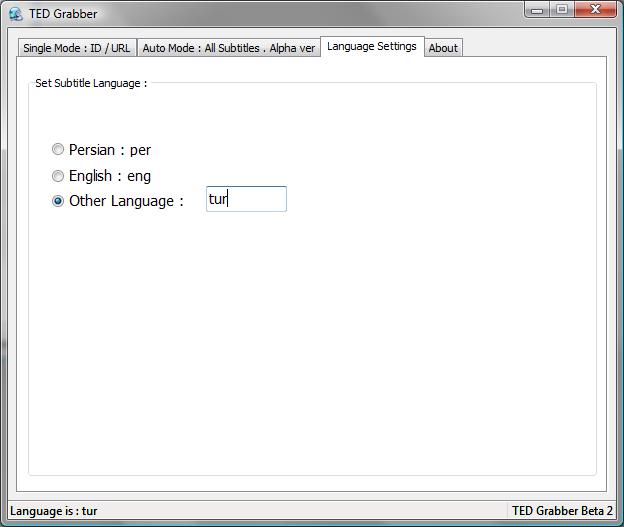 TED Grabber
Single Mode : ID / URL Auto Mode : All Subtitles . Alpha ver Language Settings About
Set Subtitle Language :
Persian : per
English : eng
Other Language : tur
Language is : tur TED Grabber Beta 2